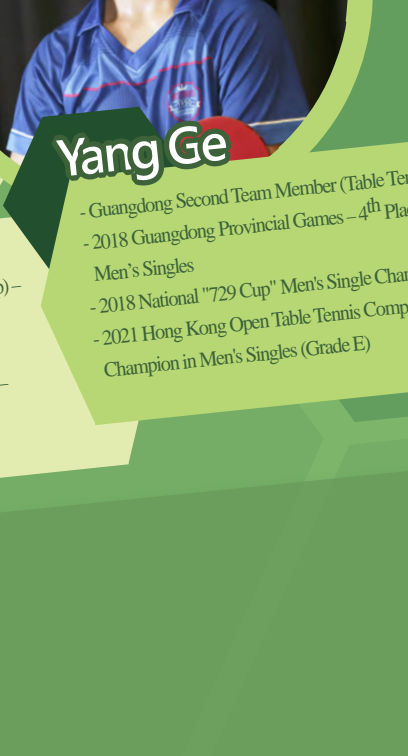 Yang Ge
- Guangdong Second Team Member (Table
- 2018 Guangdong Provincial Games – 4th
Men's Singles
- 2018 National "729 Cup" Men's Single
- 2021 Hong Kong Open Table Tennis
Champion in Men's Singles (Grade E)
) –
–